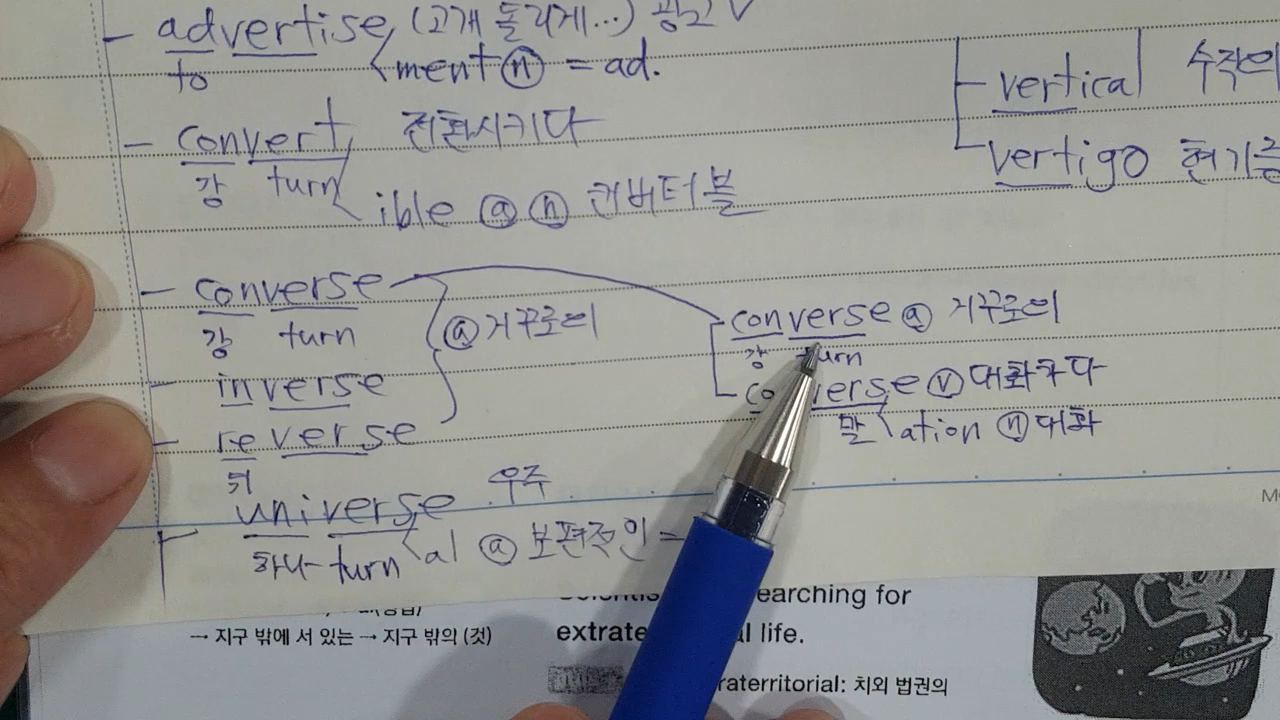 - advertise (고개 돌리게...) 광고 v
to ment ⓝ = ad.
- convert 전환시키다
강 turn ible ⓐ ⓝ 컨버터블
vertical 수직의
vertigo 현기증
- converse
강 turn
- inverse
- reverse
뒤
ⓐ 거꾸로의
converse ⓐ 거꾸로의
강 turn
verse ⓥ 대화하다
말 ation ⓝ 대화
universe 우주
하나 turn al ⓐ 보편적인 =
earching for
→ 지구 밖에 서 있는 → 지구 밖의 (것)
extrate l life.
raterritorial: 치외 법권의